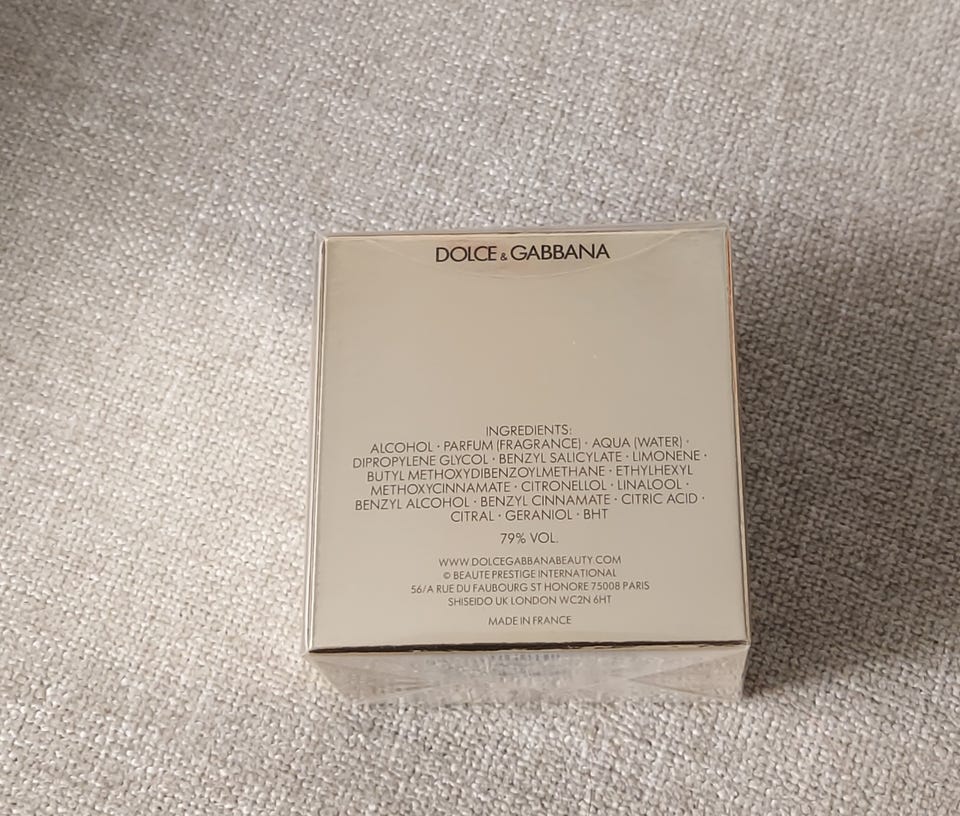 DOLCE & GABBANA
INGREDIENTS:
ALCOHOL · PARFUM (FRAGRANCE) · AQUA (WATER) ·
DIPROPYLENE GLYCOL · BENZYL SALICYLATE · LIMONENE ·
BUTYL METHOXYDIBENZOYLMETHANE · ETHYLHEXYL
METHOXYCINNAMATE · CITRONELLOL · LINALOOL ·
BENZYL ALCOHOL · BENZYL CINNAMATE · CITRIC ACID ·
CITRAL · GERANIOL · BHT
79% VOL.
WWW.DOLCEGABBANABEAUTY.COM
© BEAUTE PRESTIGE INTERNATIONAL
56/A RUE DU FAUBOURG ST HONORE 75008 PARIS
SHISEIDO UK LONDON WC2N 6HT
MADE IN FRANCE